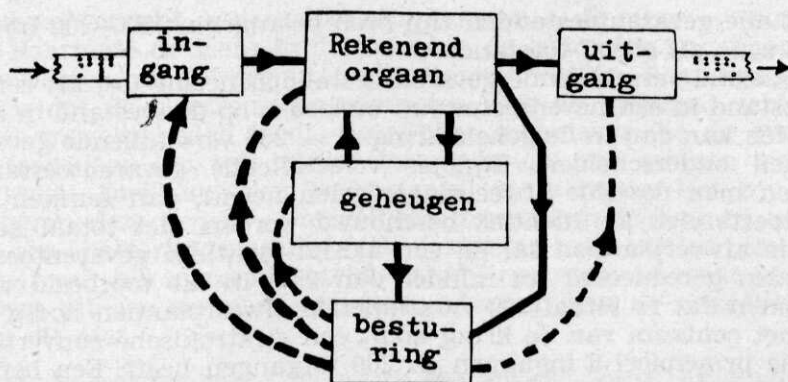 in-
gang
Rekenend
orgaan
uit-
gang
geheugen
bestu-
ring